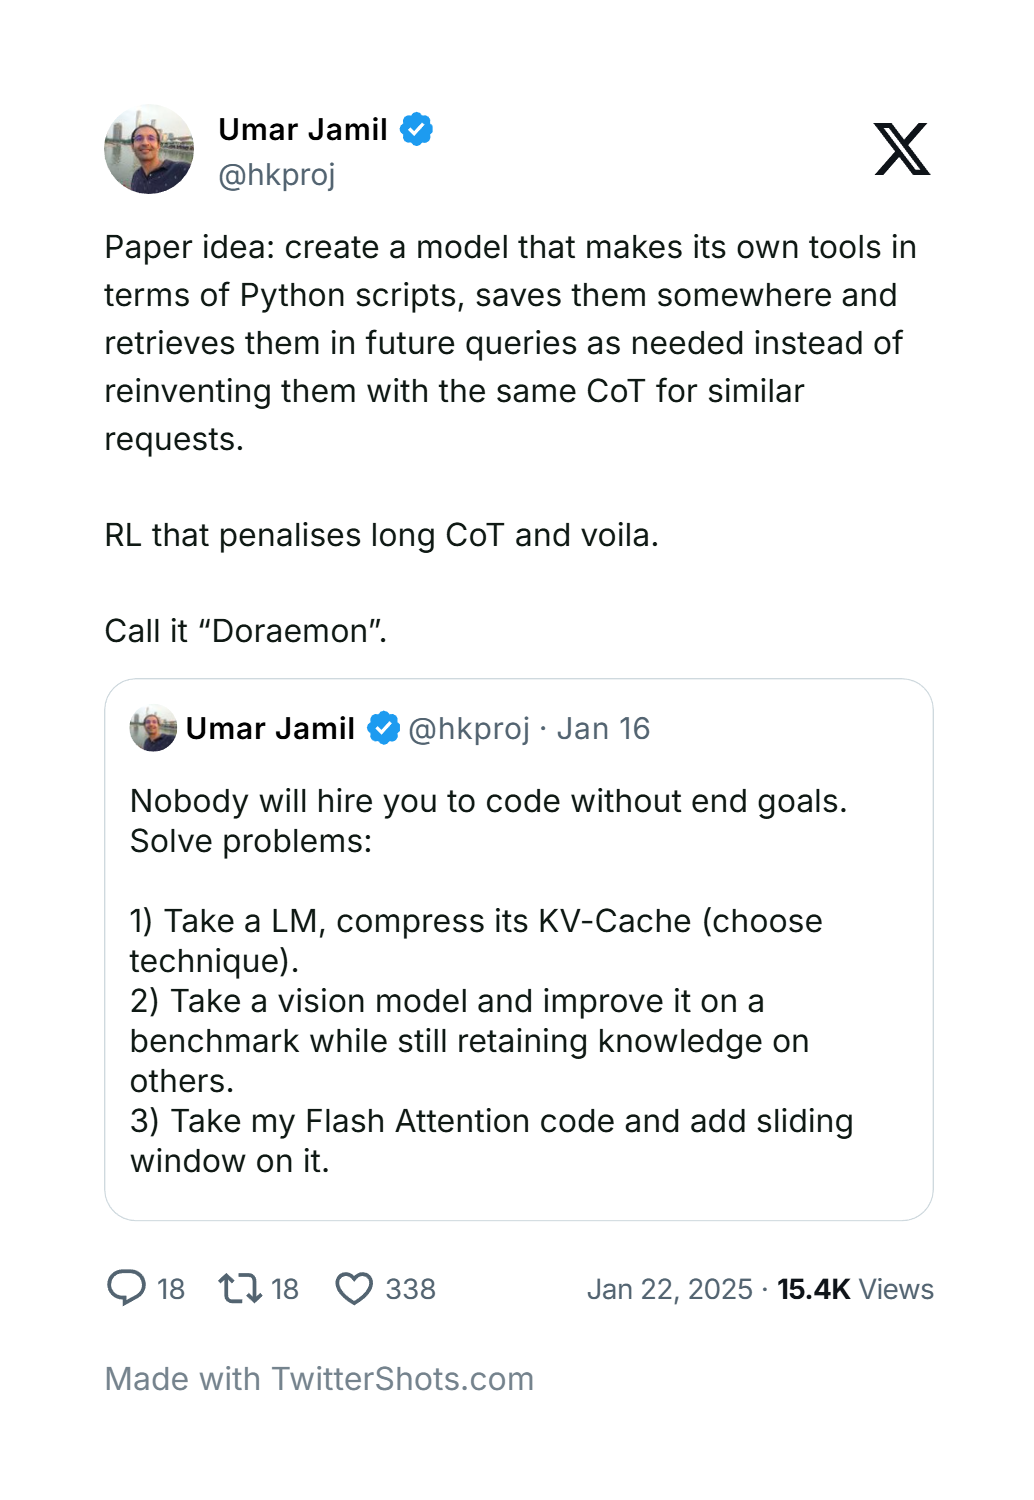 Umar Jamil
@hkproj
Paper idea: create a model that makes its own tools in
terms of Python scripts, saves them somewhere and
retrieves them in future queries as needed instead of
reinventing them with the same CoT for similar
requests.
RL that penalises long CoT and voila.
Call it “Doraemon”.
Umar Jamil @hkproj · Jan 16
Nobody will hire you to code without end goals.
Solve problems:
1) Take a LM, compress its KV-Cache (choose
technique).
2) Take a vision model and improve it on a
benchmark while still retaining knowledge on
others.
3) Take my Flash Attention code and add sliding
window on it.
18 18 338 Jan 22, 2025 · 15.4K Views
Made with TwitterShots.com